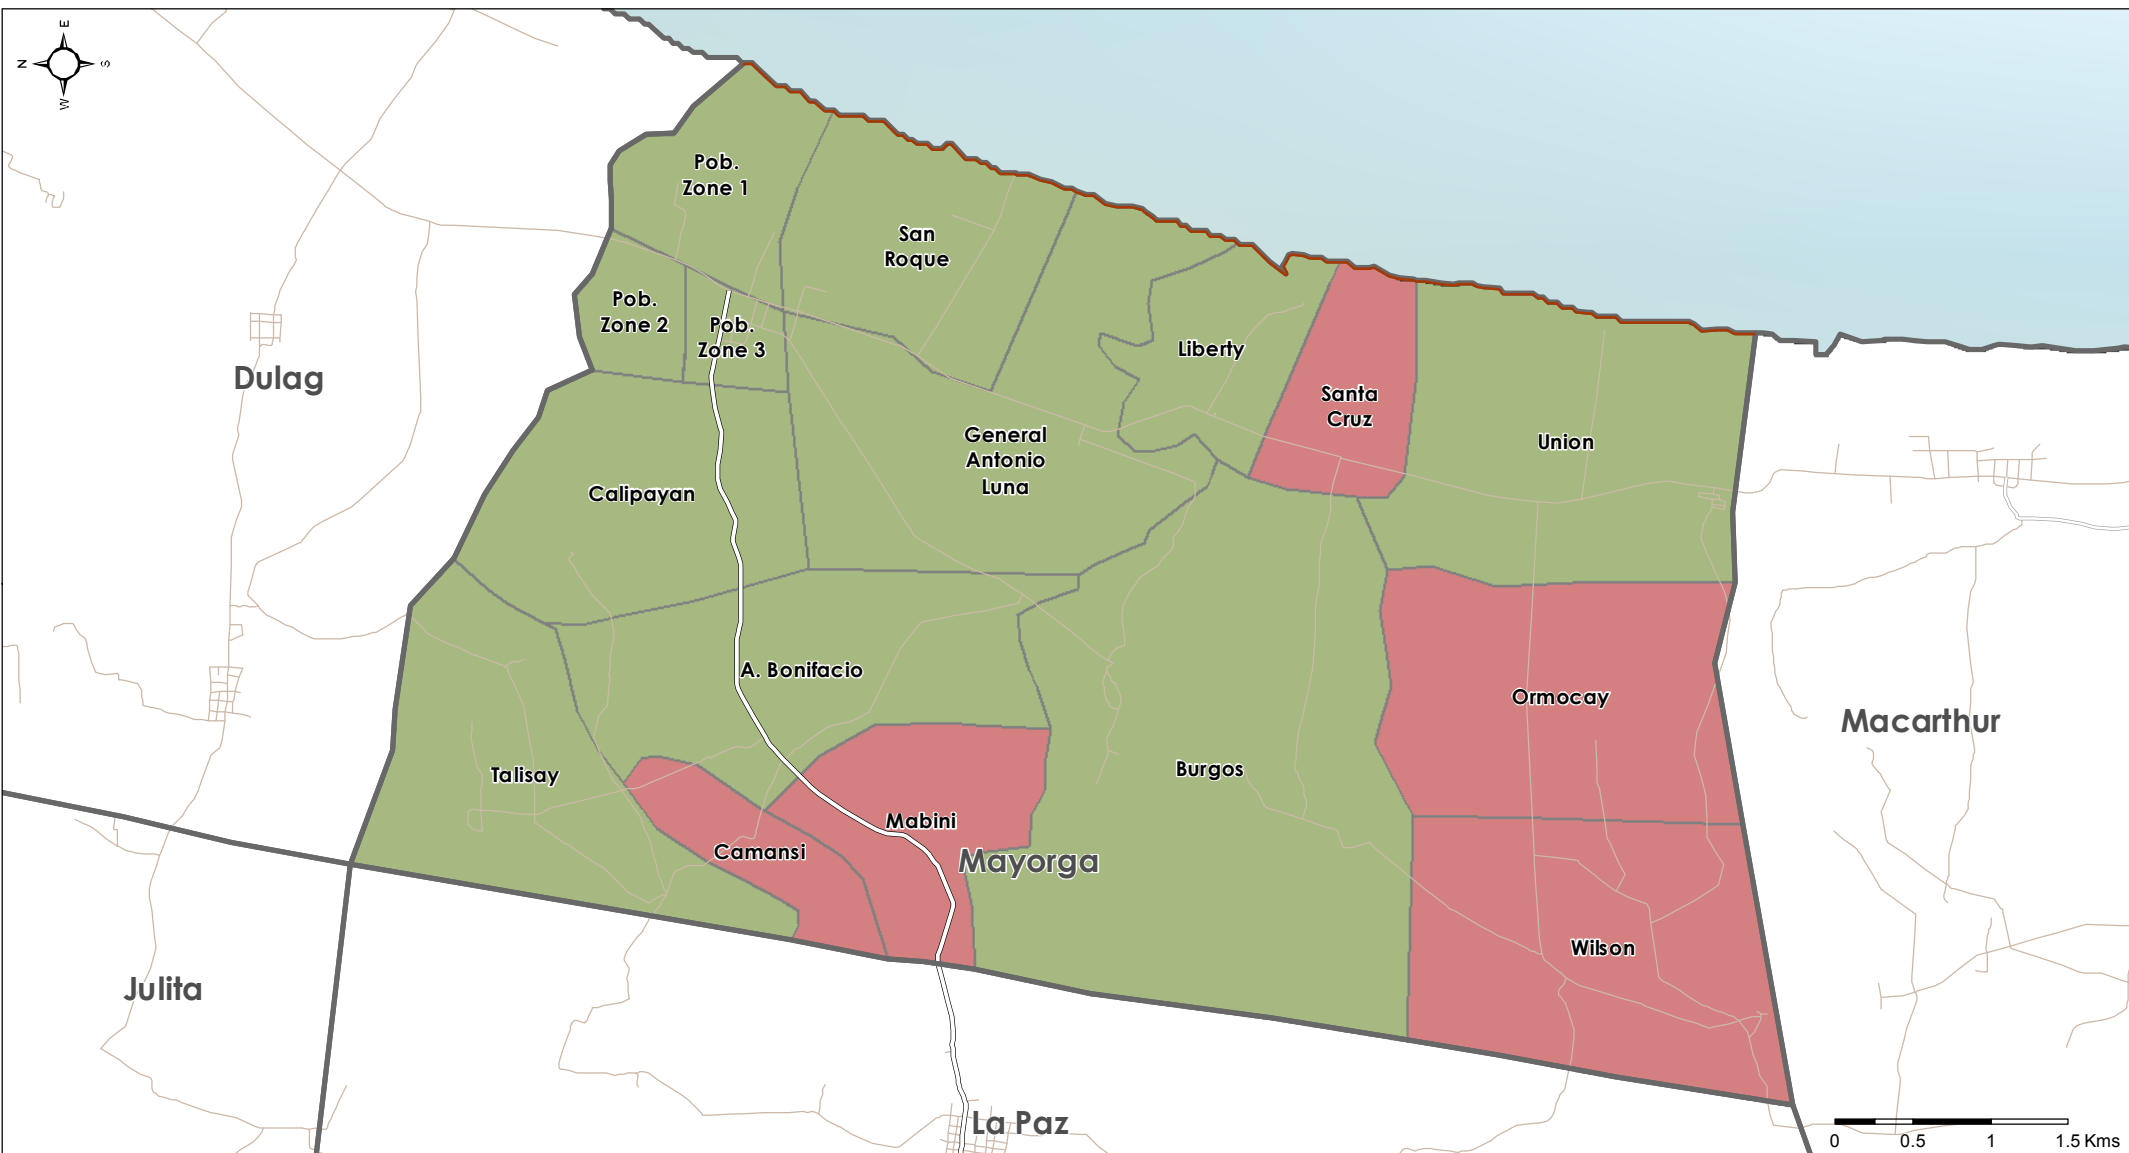 E
N
S
W
Pob.
Zone 1
San
Roque
Pob.
Zone 2
Pob.
Zone 3
Liberty
Dulag
Santa
Cruz
General
Antonio
Luna
Union
Calipayan
A. Bonifacio
Ormocay
Macarthur
Talisay
Burgos
Mabini
Camansi
Mayorga
Wilson
Julita
La Paz
0 0.5 1 1.5 Kms